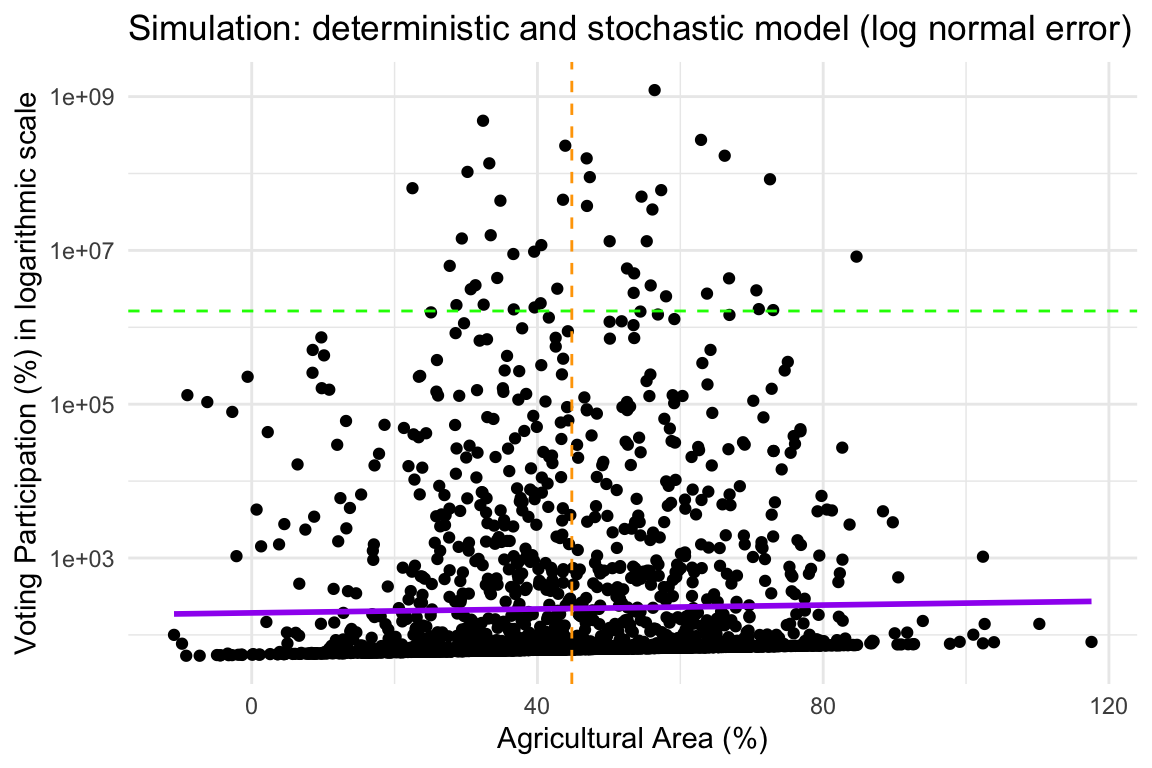 Simulation: deterministic and stochastic model (log normal error)
Voting Participation (%) in logarithmic scale
1e+09
1e+07
1e+05
1e+03
0
40
80
120
Agricultural Area (%)